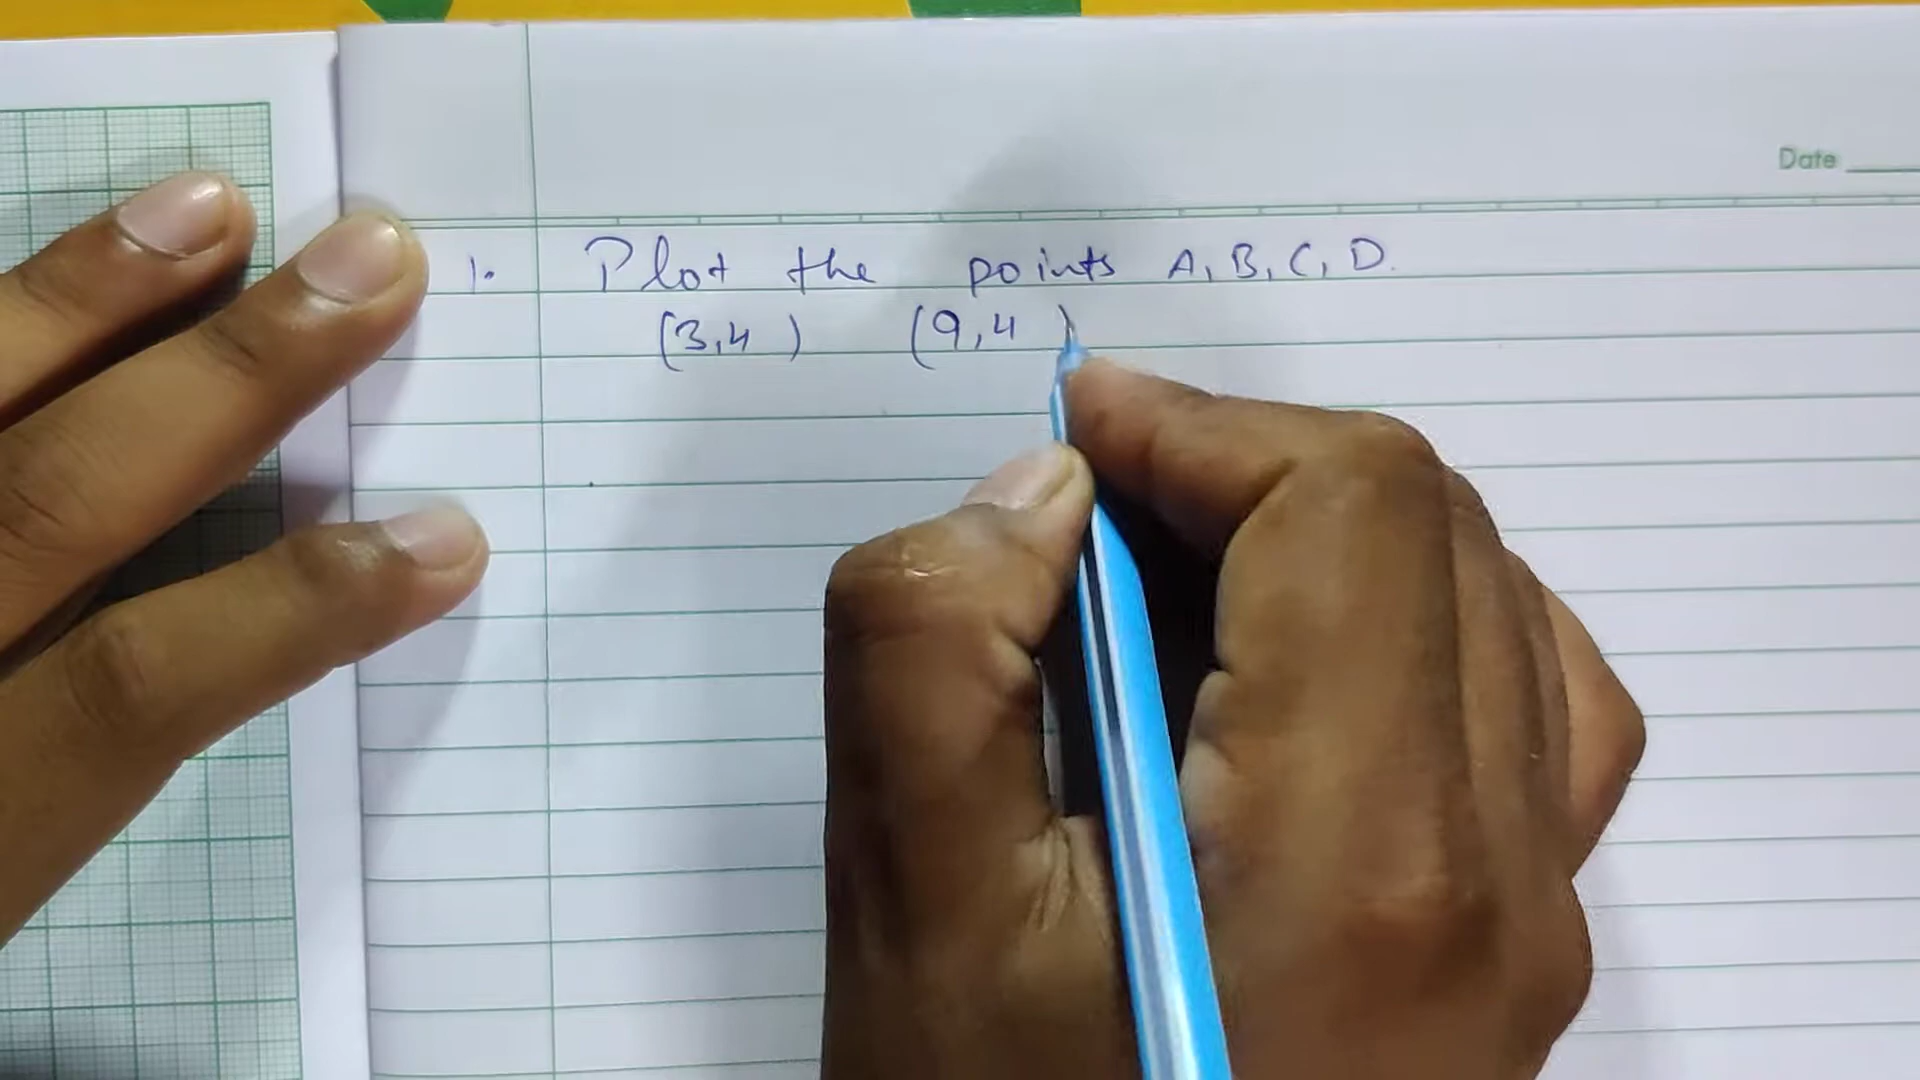 Date
1. Plot the points A, B, C, D.
(3,4) (9,4)